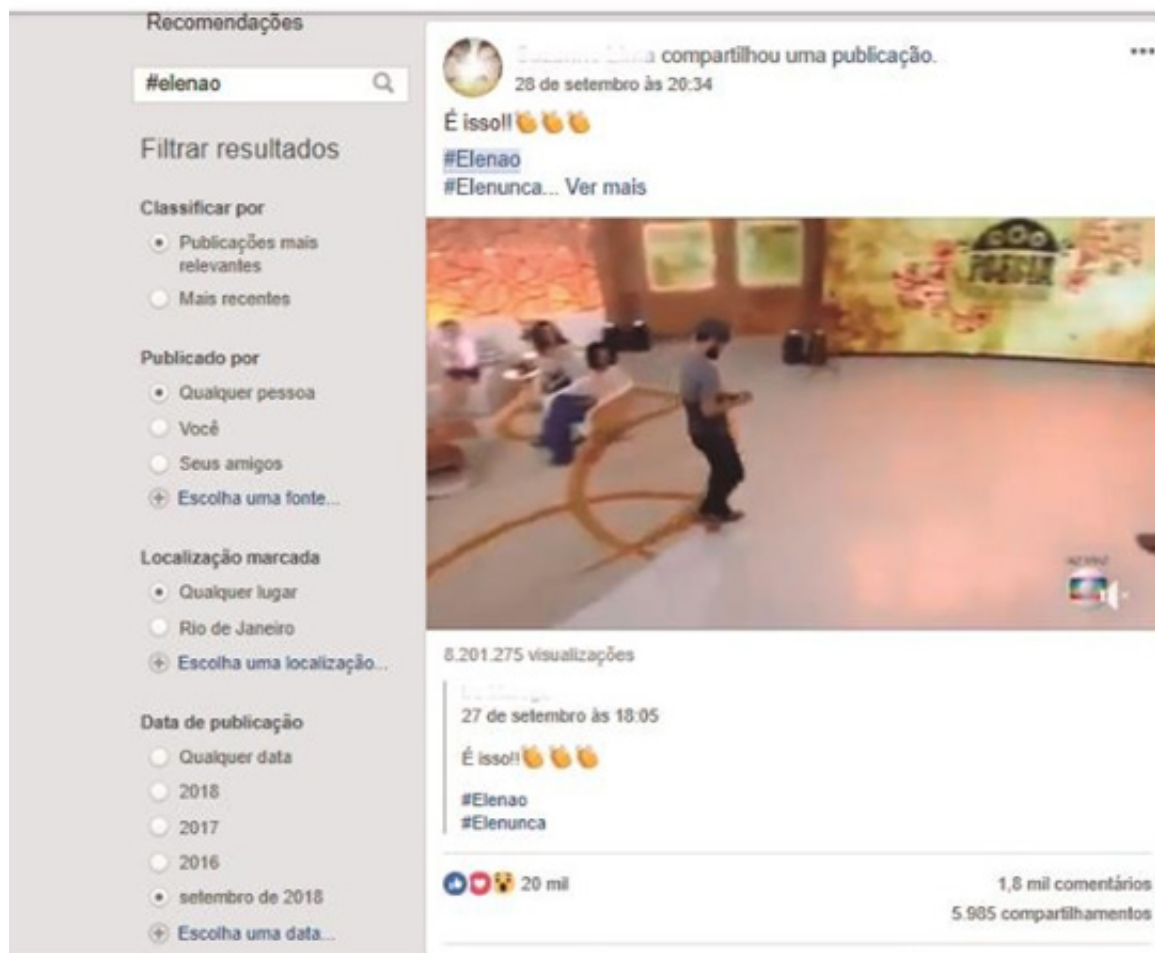 Recomendações
#elenao
Filtrar resultados
Classificar por
Publicações mais
relevantes
Mais recentes
Publicado por
Qualquer pessoa
Você
Seus amigos
Escolha uma fonte...
Localização marcada
Qualquer lugar
Rio de Janeiro
Escolha uma localização...
Data de publicação
Qualquer data
2018
2017
2016
setembro de 2018
Escolha uma data...
compartilhou uma publicação.
28 de setembro às 20:34
É isso!!👏👏👏
#Elenao
#Elenunca... Ver mais
POESIA
8.201.275 visualizações
27 de setembro às 18:05
É isso!!👏👏👏
#Elenao
#Elenunca
20 mil
1,8 mil comentários
5.985 compartilhamentos